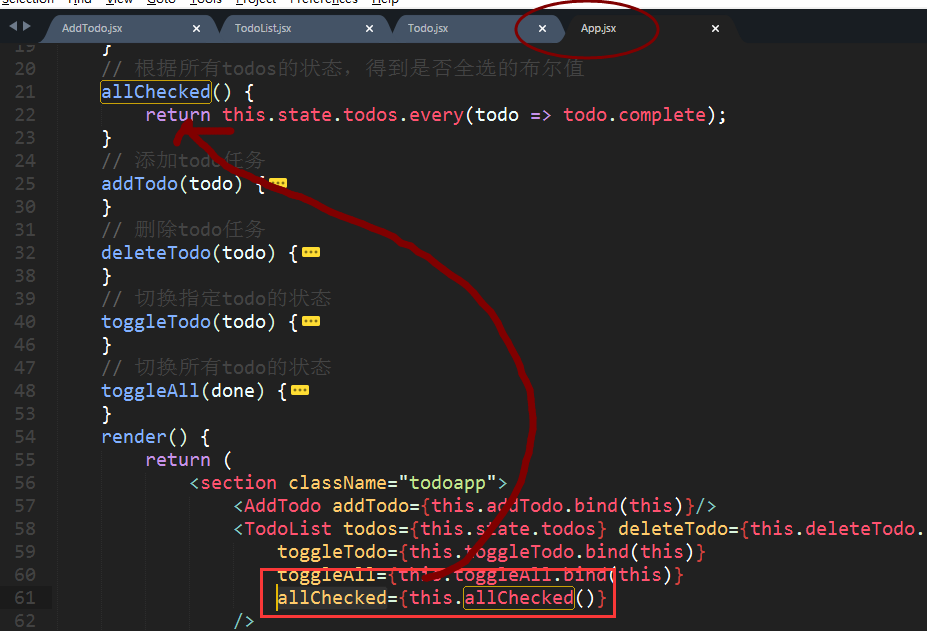 Selection Find View Goto Tools Project Preferences Help
AddTodo.jsx × TodoList.jsx × Todo.jsx × App.jsx ×
19 }
20 // 根据所有todos的状态，得到是否全选的布尔值
21 allChecked() {
22 return this.state.todos.every(todo => todo.complete);
23 }
24 // 添加todo任务
25 addTodo(todo) {
30 }
31 // 删除todo任务
32 deleteTodo(todo) {
38 }
39 // 切换指定todo的状态
40 toggleTodo(todo) {
46 }
47 // 切换所有todo的状态
48 toggleAll(done) {
53 }
54 render() {
55 return (
56 <section className="todoapp">
57 <AddTodo addTodo={this.addTodo.bind(this)}/>
58 <TodoList todos={this.state.todos} deleteTodo={this.deleteTodo.
59 toggleTodo={this.toggleTodo.bind(this)}
60 toggleAll={this.toggleAll.bind(this)}
61 allChecked={this.allChecked()}
62 />